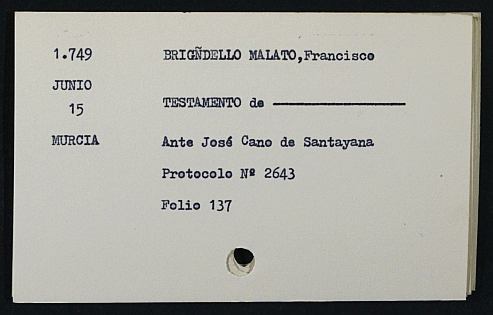 1.749 BRIGÑDELLO MALATO,Francisco
JUNIO
15 TESTAMENTO de ————————
MURCIA Ante José Cano de Santayana
Protocolo Nº 2643
Folio 137